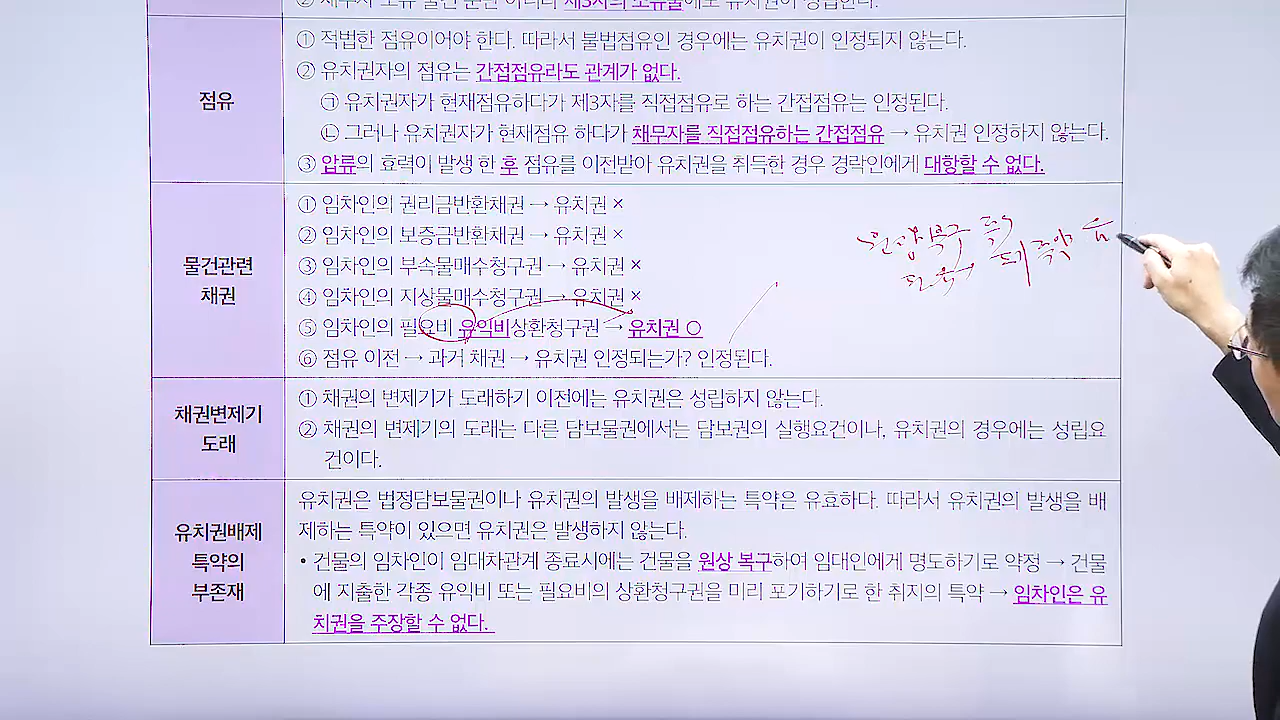 ② 채무자 소유 물건 뿐만 아니라 제3자의 소유물에도 유치권이 성립한다.
점유
① 적법한 점유이어야 한다. 따라서 불법점유인 경우에는 유치권이 인정되지 않는다.
② 유치권자의 점유는 간접점유라도 관계가 없다.
㉠ 유치권자가 현재점유하다가 제3자를 직접점유로 하는 간접점유는 인정된다.
㉡ 그러나 유치권자가 현재점유 하다가 채무자를 직접점유하는 간접점유 → 유치권 인정하지 않는다.
③ 압류의 효력이 발생 한 후 점유를 이전받아 유치권을 취득한 경우 경락인에게 대항할 수 없다.
물건관련
채권
① 임차인의 권리금반환채권 → 유치권 ×
② 임차인의 보증금반환채권 → 유치권 ×
③ 임차인의 부속물매수청구권 → 유치권 ×
④ 임차인의 지상물매수청구권 → 유치권 ×
⑤ 임차인의 필요비 유익비상환청구권 → 유치권 ○
⑥ 점유 이전 → 과거 채권 → 유치권 인정되는가? 인정된다.
원상복구
특약
채권변제기
도래
① 채권의 변제기가 도래하기 이전에는 유치권은 성립하지 않는다.
② 채권의 변제기의 도래는 다른 담보물권에서는 담보권의 실행요건이나, 유치권의 경우에는 성립요
건이다.
유치권배제
특약의
부존재
유치권은 법정담보물권이나 유치권의 발생을 배제하는 특약은 유효하다. 따라서 유치권의 발생을 배
제하는 특약이 있으면 유치권은 발생하지 않는다.
• 건물의 임차인이 임대차관계 종료시에는 건물을 원상 복구하여 임대인에게 명도하기로 약정 → 건물
에 지출한 각종 유익비 또는 필요비의 상환청구권을 미리 포기하기로 한 취지의 특약 → 임차인은 유
치권을 주장할 수 없다.